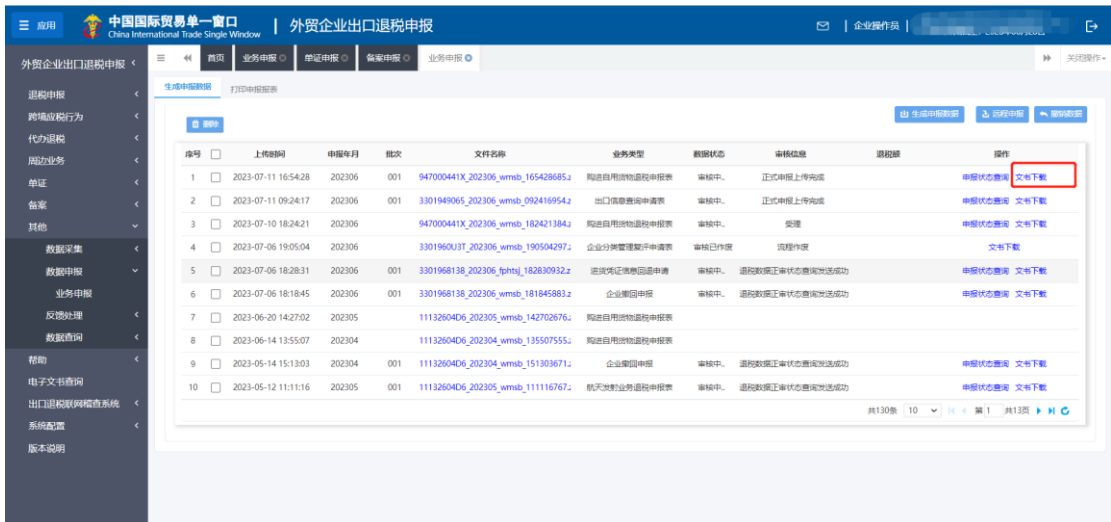 应用 中国国际贸易单一窗口 China International Trade Single Window 外贸企业出口退税申报 企业操作员
外贸企业出口退税申报 首页 业务申报 单证申报 备案申报 业务申报 关闭操作
生成申报数据 打印申报报表
生成申报数据 远程申报 撤销数据
删除
序号 上传时间 申报年月 批次 文件名称 业务类型 数据状态 审核信息 退税额 操作
1 2023-07-11 16:54:28 202306 001 947000441X_202306_wmsb_165428685.z 购进自用货物退税申报表 审核中.. 正式申报上传完成 申报状态查询 文书下载
2 2023-07-11 09:24:17 202306 001 3301949065_202306_wmsb_092416954.z 出口信息查询申请表 审核中.. 正式申报上传完成 申报状态查询 文书下载
3 2023-07-10 18:24:21 202306 947000441X_202306_wmsb_182421384.z 购进自用货物退税申报表 审核中.. 受理 申报状态查询 文书下载
4 2023-07-06 19:05:04 202306 3301960U3T_202306_wmsb_190504297.z 企业分类管理复评申请表 审核已作废 流程作废 文书下载
5 2023-07-06 18:28:31 202306 001 3301968138_202306_fphtsj_182830932.z 进货凭证信息回退申请 审核中.. 退税数据正审状态查询发送成功 申报状态查询 文书下载
6 2023-07-06 18:18:45 202306 001 3301968138_202306_wmsb_181845883.z 企业撤回申报 审核中.. 退税数据正审状态查询发送成功 申报状态查询 文书下载
7 2023-06-20 14:27:02 202305 11132604D6_202305_wmsb_142702676.z 购进自用货物退税申报表
8 2023-06-14 13:55:07 202304 11132604D6_202304_wmsb_135507555.z 购进自用货物退税申报表
9 2023-05-14 15:13:03 202304 001 11132604D6_202304_wmsb_151303671.z 企业撤回申报 审核中.. 退税数据正审状态查询发送成功 申报状态查询 文书下载
10 2023-05-12 11:11:16 202305 001 11132604D6_202305_wmsb_111116767.z 航天发射业务退税申报表 审核中.. 退税数据正审状态查询发送成功 申报状态查询 文书下载
共130条 10 第 1 共13页
退税申报
跨境应税行为
代办退税
周边业务
单证
备案
其他
数据采集
数据申报
业务申报
反馈处理
数据查询
帮助
电子文书查询
出口退税联网稽查系统
系统配置
版本说明